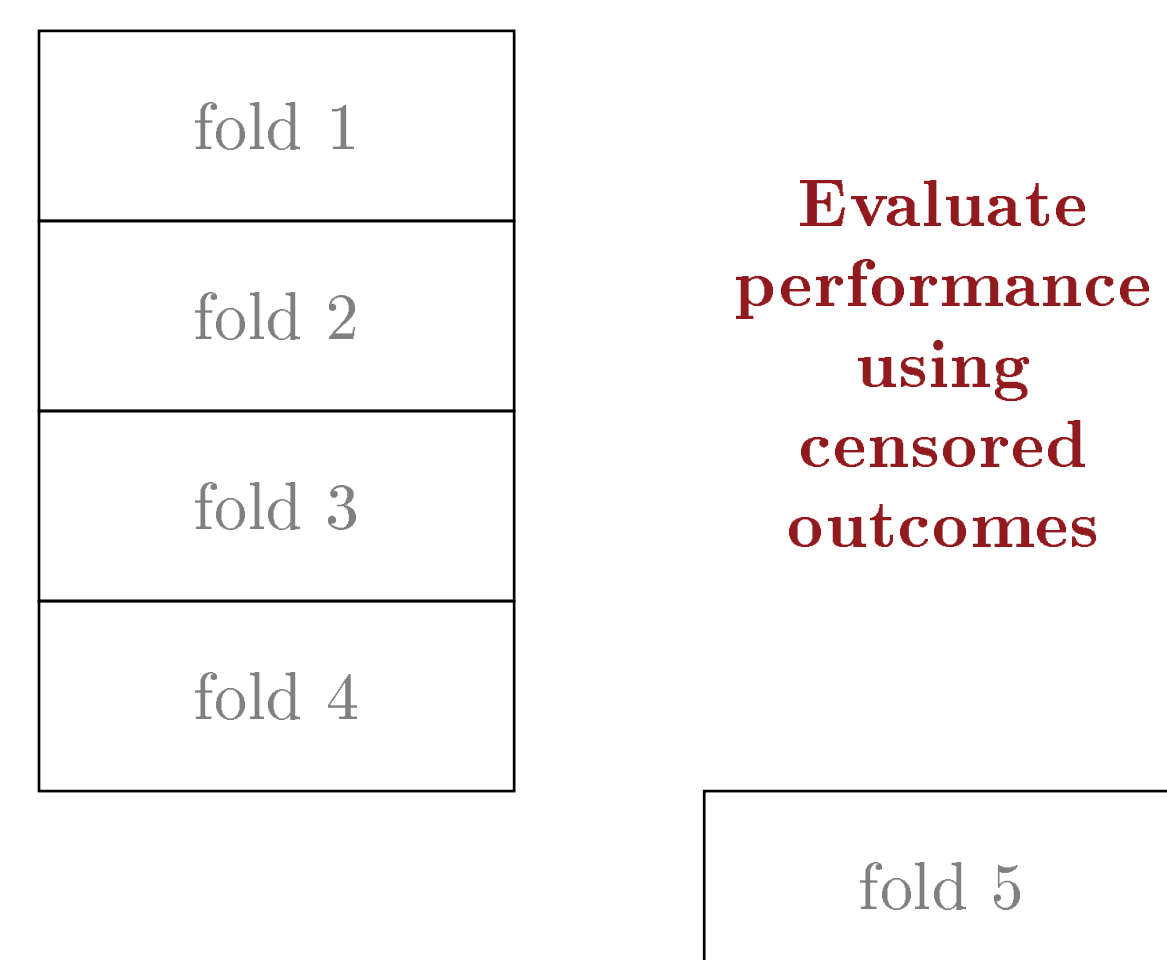 fold 1
fold 2
fold 3
fold 4
Evaluate
performance
using
censored
outcomes
fold 5